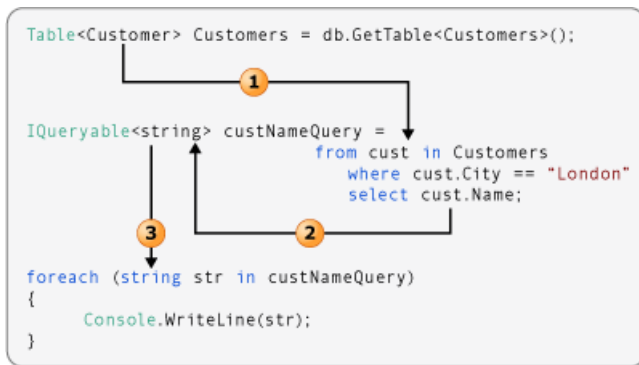 Table<Customer> Customers = db.GetTable<Customers>();
1
IQueryable<string> custNameQuery =
from cust in Customers
where cust.City == “London”
select cust.Name;
3
2
foreach (string str in custNameQuery)
{
Console.WriteLine(str);
}